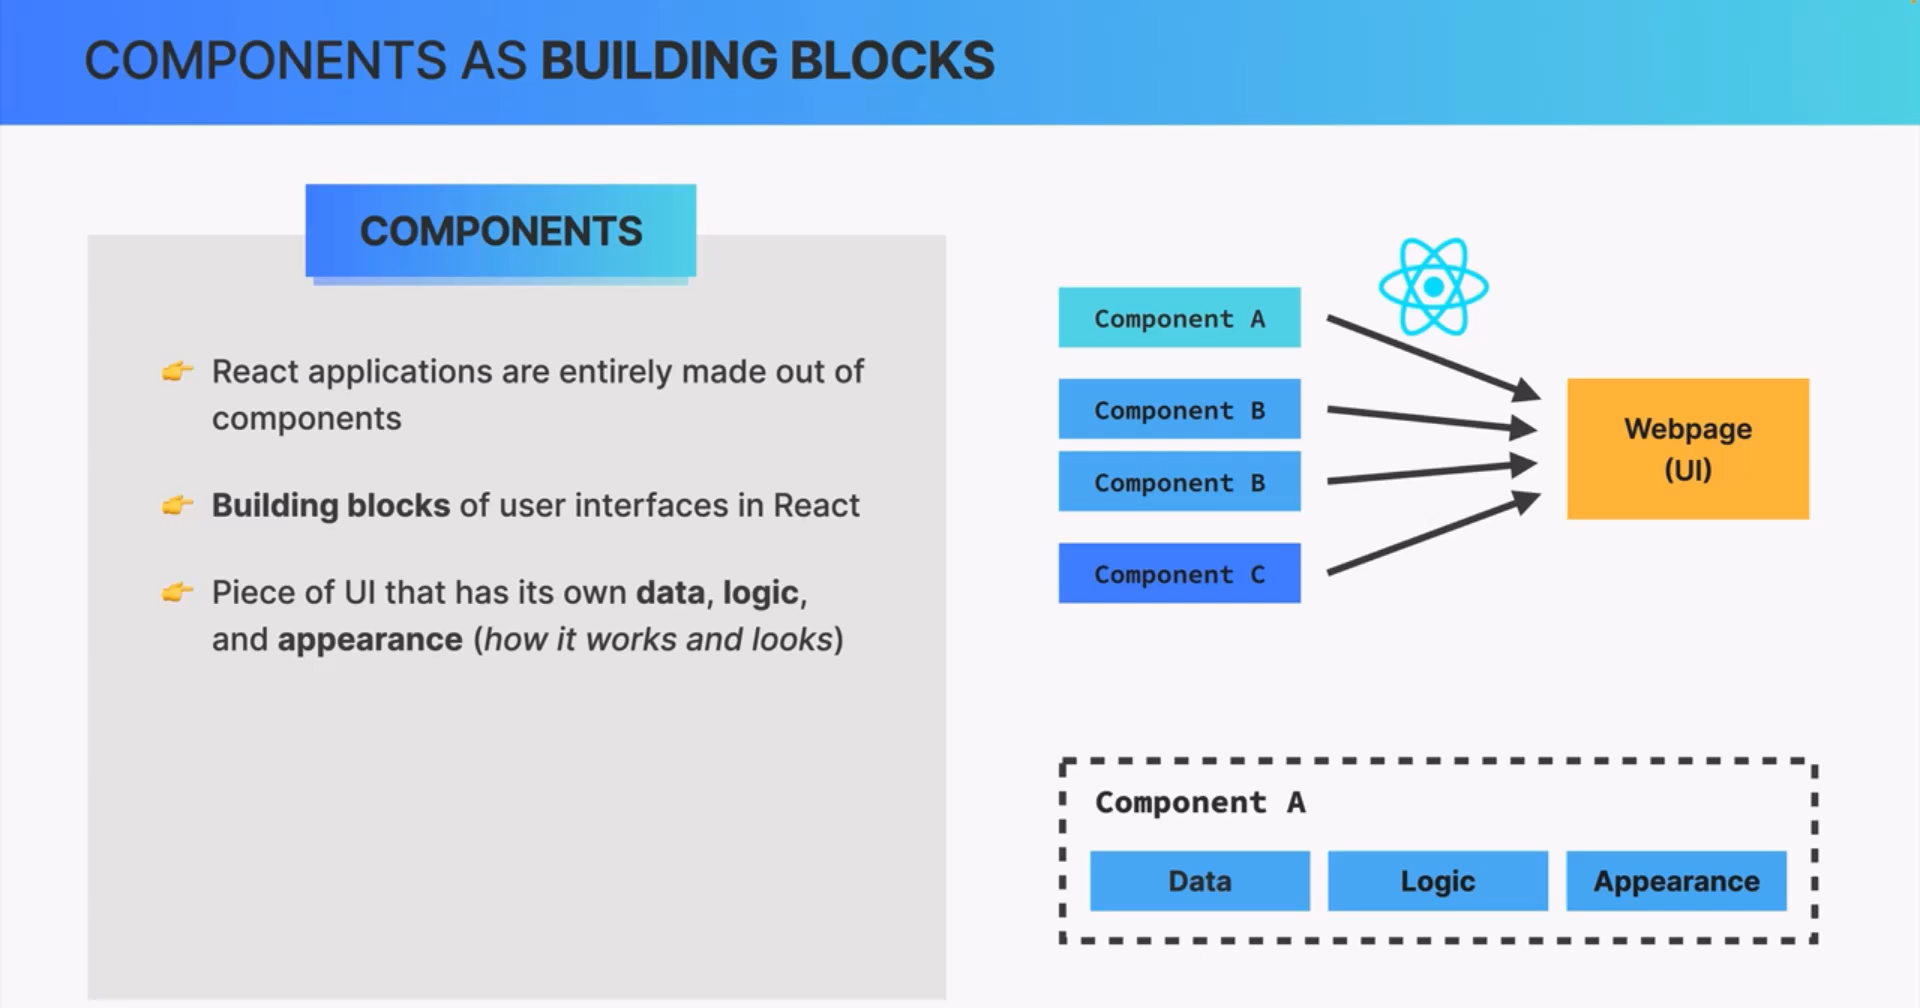 COMPONENTS AS BUILDING BLOCKS
COMPONENTS
👉 React applications are entirely made out of
components
👉 Building blocks of user interfaces in React
👉 Piece of UI that has its own data, logic,
and appearance (how it works and looks)
Component A
Component B
Component B
Component C
Webpage
(UI)
Component A
Data
Logic
Appearance